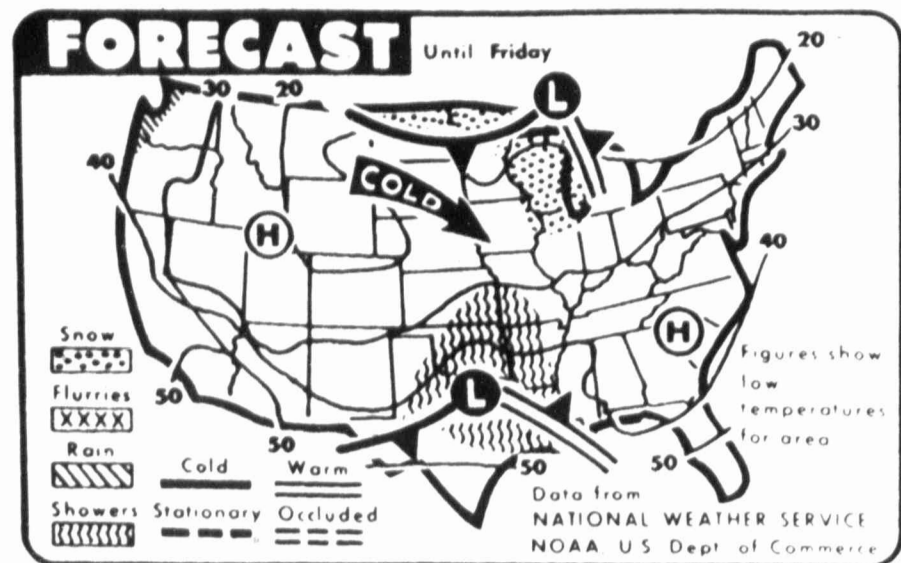 FORECAST Until Friday
20
30 20
L
30
40
COLD
H
40
Snow
H
Figures show
low
temperatures
for area
Flurries
XXXX
50
50
L
50
50
Rain
Cold Warm
Showers Stationary Occluded
Data from
NATIONAL WEATHER SERVICE
NOAA U S Dept of Commerce